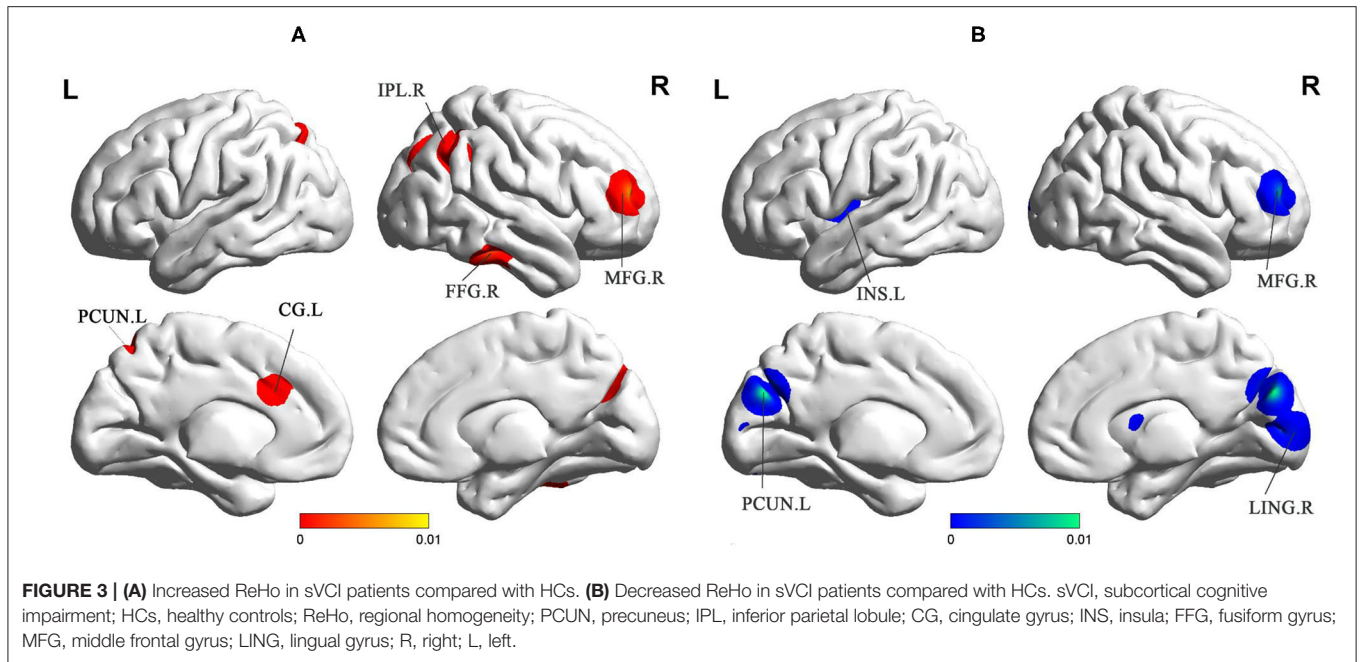 A
B
L
R
L
R
IPL.R
FFG.R
MFG.R
INS.L
MFG.R
PCUN.L
CG.L
PCUN.L
LING.R
0
0.01
0
0.01
FIGURE 3 | (A) Increased ReHo in sVCI patients compared with HCs. (B) Decreased ReHo in sVCI patients compared with HCs. sVCI, subcortical cognitive
impairment; HCs, healthy controls; ReHo, regional homogeneity; PCUN, precuneus; IPL, inferior parietal lobule; CG, cingulate gyrus; INS, insula; FFG, fusiform gyrus;
MFG, middle frontal gyrus; LING, lingual gyrus; R, right; L, left.